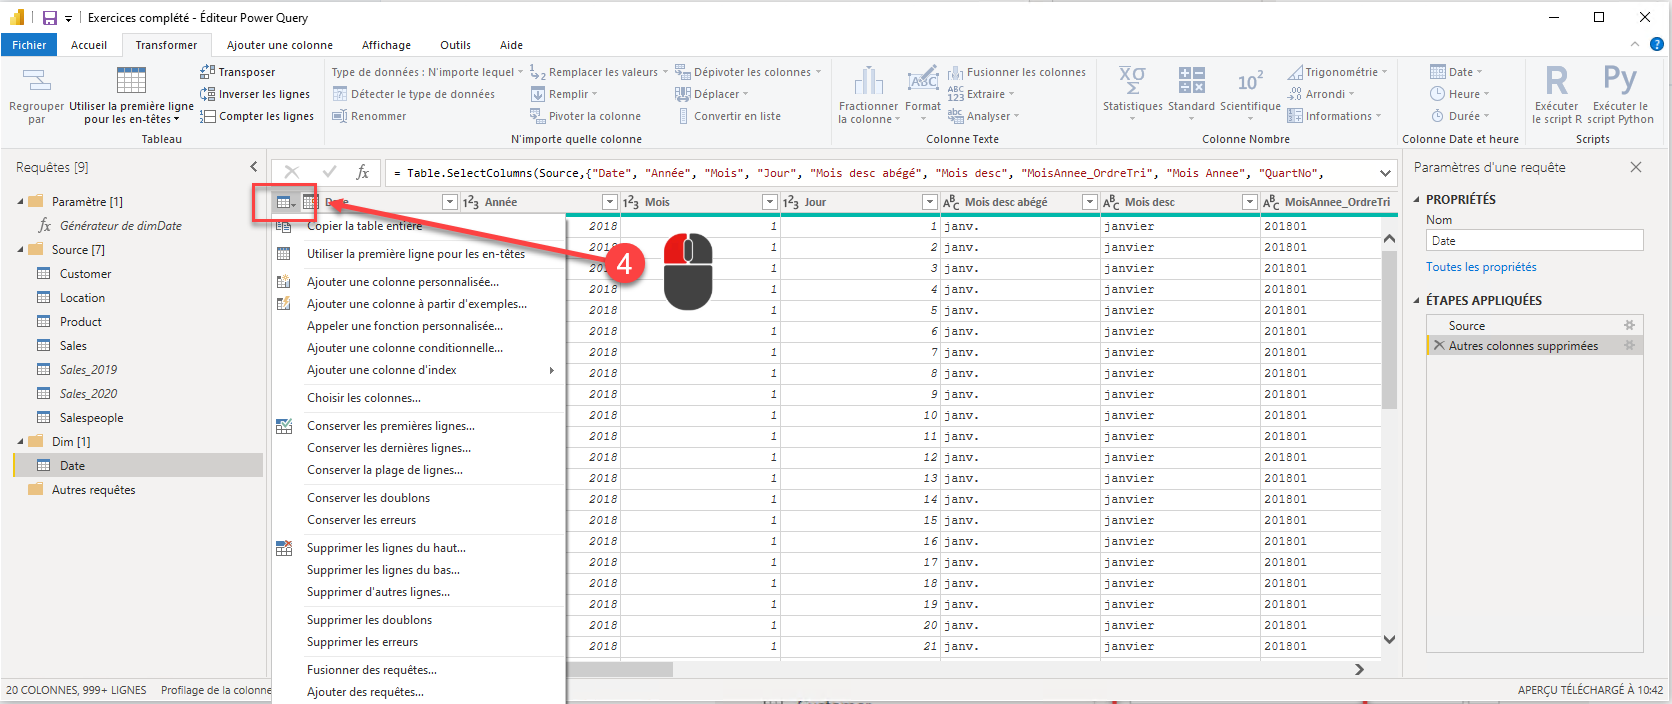 Exercices complété - Éditeur Power Query
Fichier
Accueil
Transformer
Ajouter une colonne
Affichage
Outils
Aide
Regrouper par
Utiliser la première ligne pour les en-têtes
Transposer
Inverser les lignes
Compter les lignes
Tableau
Type de données : N'importe lequel
Détecter le type de données
Renommer
Remplacer les valeurs
Remplir
Pivoter la colonne
Dépivoter les colonnes
Déplacer
Convertir en liste
N'importe quelle colonne
Fractionner la colonne
Format
ABC
Fusionner les colonnes
ABC 123 Extraire
ABC Analyser
Colonne Texte
XO Σ
Statistiques
Standard
10²
Scientifique
Trigonométrie
.00 Arrondi
Informations
Colonne Nombre
Date
Heure
Durée
Colonne Date et heure
R
Exécuter le script R
Py
Exécuter le script Python
Scripts
Requêtes [9]
Paramètre [1]
fx Générateur de dimDate
Source [7]
Customer
Location
Product
Sales
Sales_2019
Sales_2020
Salespeople
Dim [1]
Date
Autres requêtes
fx
= Table.SelectColumns(Source,{"Date", "Année", "Mois", "Jour", "Mois desc abégé", "Mois desc", "MoisAnnee_OrdreTri", "Mois Annee", "QuartNo",
Date
123 Année
123 Mois
123 Jour
ABC Mois desc abégé
ABC Mois desc
ABC MoisAnnee_OrdreTri
Copier la table entière
Utiliser la première ligne pour les en-têtes
Ajouter une colonne personnalisée...
Ajouter une colonne à partir d'exemples...
Appeler une fonction personnalisée...
Ajouter une colonne conditionnelle...
Ajouter une colonne d'index
Choisir les colonnes...
Conserver les premières lignes...
Conserver les dernières lignes...
Conserver la plage de lignes...
Conserver les doublons
Conserver les erreurs
Supprimer les lignes du haut...
Supprimer les lignes du bas...
Supprimer d'autres lignes...
Supprimer les doublons
Supprimer les erreurs
Fusionner des requêtes...
Ajouter des requêtes...
4
2018 1 1 janv. janvier 201801
1 2 janv. janvier 201801
1 3 janv. janvier 201801
2018 1 4 janv. janvier 201801
2018 1 5 janv. janvier 201801
2018 1 6 janv. janvier 201801
2018 1 7 janv. janvier 201801
2018 1 8 janv. janvier 201801
2018 1 9 janv. janvier 201801
2018 1 10 janv. janvier 201801
2018 1 11 janv. janvier 201801
2018 1 12 janv. janvier 201801
2018 1 13 janv. janvier 201801
2018 1 14 janv. janvier 201801
2018 1 15 janv. janvier 201801
2018 1 16 janv. janvier 201801
2018 1 17 janv. janvier 201801
2018 1 18 janv. janvier 201801
2018 1 19 janv. janvier 201801
2018 1 20 janv. janvier 201801
2018 1 21 janv. janvier 201801
Paramètres d'une requête
PROPRIÉTÉS
Nom
Date
Toutes les propriétés
ÉTAPES APPLIQUÉES
Source
Autres colonnes supprimées
20 COLONNES, 999+ LIGNES
Profilage de la colonne
APERÇU TÉLÉCHARGÉ À 10:42